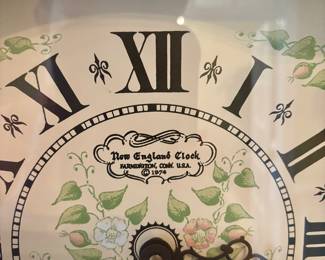 XI XII I
New England Clock
FARMINGTON, CONN. U.S.A.
© 1974